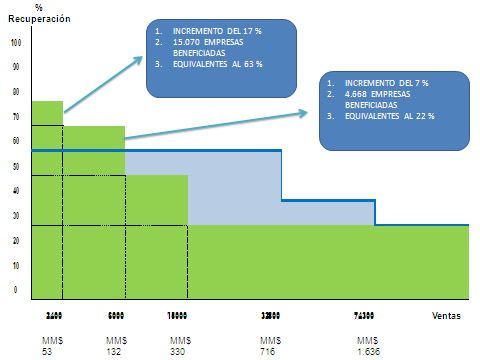 %
Recuperación
1. INCREMENTO DEL 17 %
2. 15.070 EMPRESAS
BENEFICIADAS
3. EQUIVALENTES AL 63 %
1. INCREMENTO DEL 7 %
2. 4.668 EMPRESAS
BENEFICIADAS
3. EQUIVALENTES AL 22 %
100
90
80
70
60
50
40
30
20
10
0
Ventas
MM$ MM$ MM$ MM$ MM$
53 132 330 716 1.636